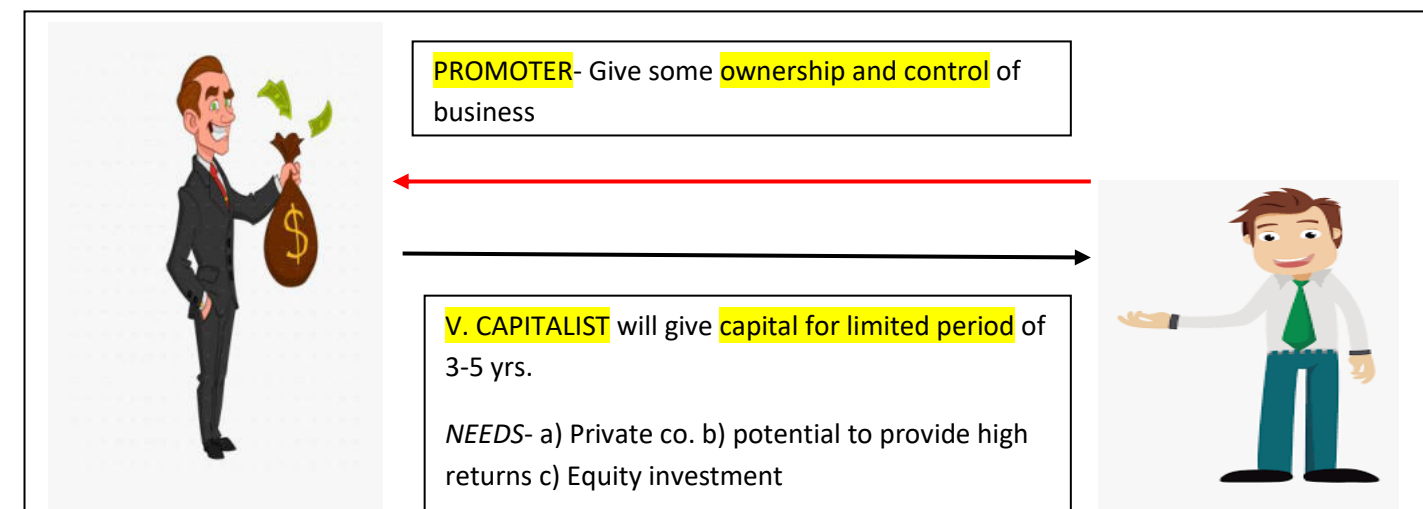 PROMOTER- Give some ownership and control of
business
$
V. CAPITALIST will give capital for limited period of
3-5 yrs.
NEEDS- a) Private co. b) potential to provide high
returns c) Equity investment